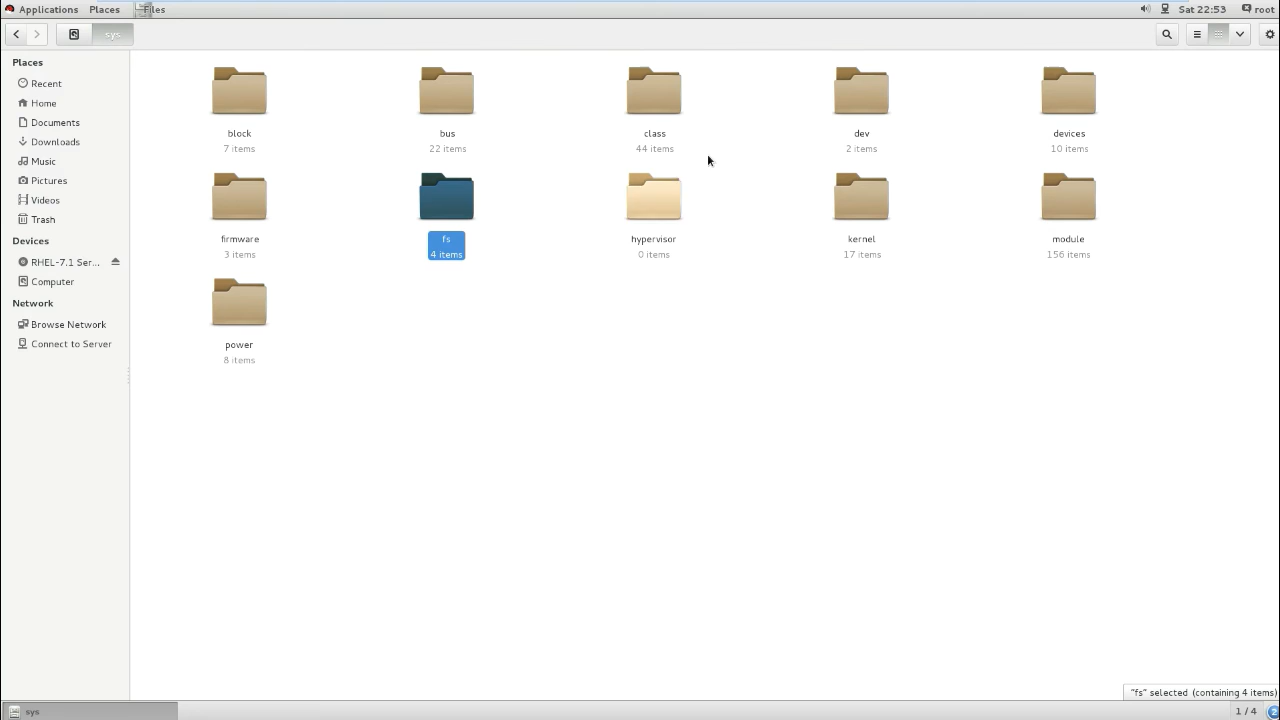 Applications Places Files Sat 22:53 root
sys
Places
Recent
Home
Documents
Downloads
Music
Pictures
Videos
Trash
Devices
RHEL-7.1 Ser...
Computer
Network
Browse Network
Connect to Server
block bus class dev devices
7 items 22 items 44 items 2 items 10 items
firmware fs hypervisor kernel module
3 items 4 items 0 items 17 items 156 items
power
8 items
"fs" selected (containing 4 items)
sys 1 / 4